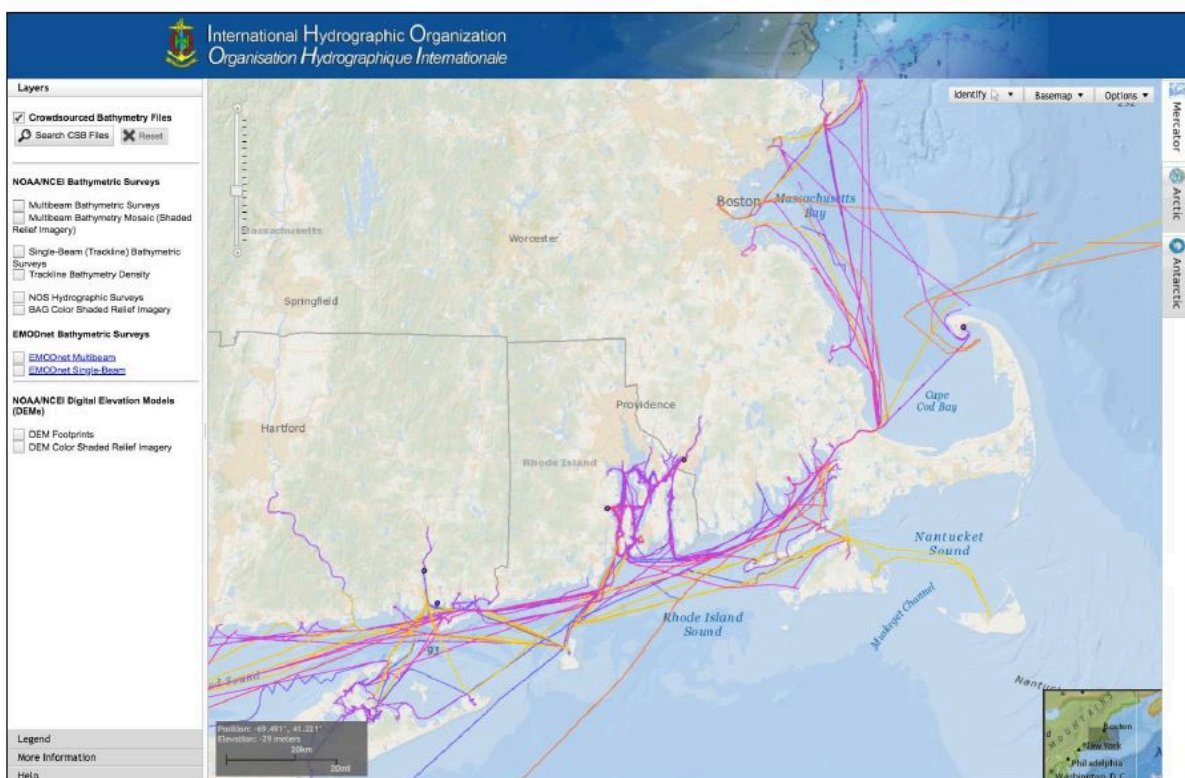 International Hydrographic Organization
Organisation Hydrographique Internationale
Layers
Crowdsourced Bathymetry Files
Search CSB Files
Reset
NOAA/NCEI Bathymetric Surveys
Multibeam Bathymetric Surveys
Multibeam Bathymetry Mosaic (Shaded
Relief Imagery)
Single-Beam (Trackline) Bathymetric
Surveys
Trackline Bathymetry Density
NOS Hydrographic Surveys
BAG Color Shaded Relief Imagery
EMODnet Bathymetric Surveys
EMODnet Multibeam
EMODnet Single-Beam
NOAA/NCEI Digital Elevation Models
(DEMs)
DEM Footprints
DEM Color Shaded Relief Imagery
Legend
More Information
Help
Identify
Basemap
Options
Mercator
Arctic
Antarctic
Boston
Massachusetts
Bay
Massachusetts
Worcester
Springfield
Providence
Cape
Cod Bay
Hartford
Rhode Island
Nantucket
Sound
Muskeget Channel
Rhode Island
Sound
93
nd Sound
Position: -69.491°, 41.221°
Elevation: -29 meters
20km
20mi
MOUNTAINS
Boston
New York
Philadelphia
Washington, D.C.